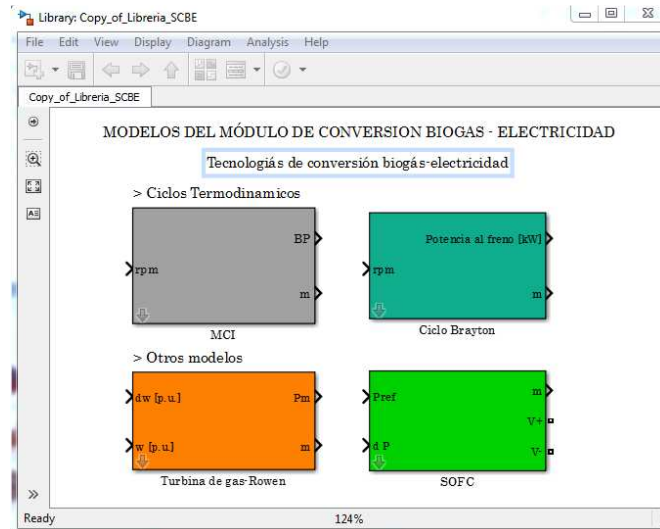 Library: Copy_of_Libreria_SCBE
File Edit View Display Diagram Analysis Help
Copy_of_Libreria_SCBE
MODELOS DEL MÓDULO DE CONVERSION BIOGAS - ELECTRICIDAD
Tecnologiás de conversión biogás-electricidad
> Ciclos Termodinamicos
BP
rpm
m
MCI
Potencia al freno [kW]
rpm
m
Ciclo Brayton
> Otros modelos
dw [p.u.]
Pm
w [p.u.]
m
Turbina de gas-Rowen
Pref
m
V+
d P
V-
SOFC
Ready
124%